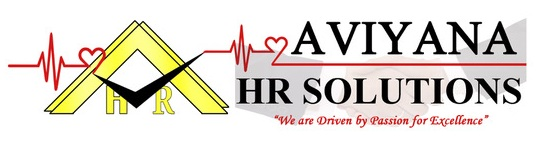 H R
AVIYANA
HR SOLUTIONS
“We are Driven by Passion for Excellence”